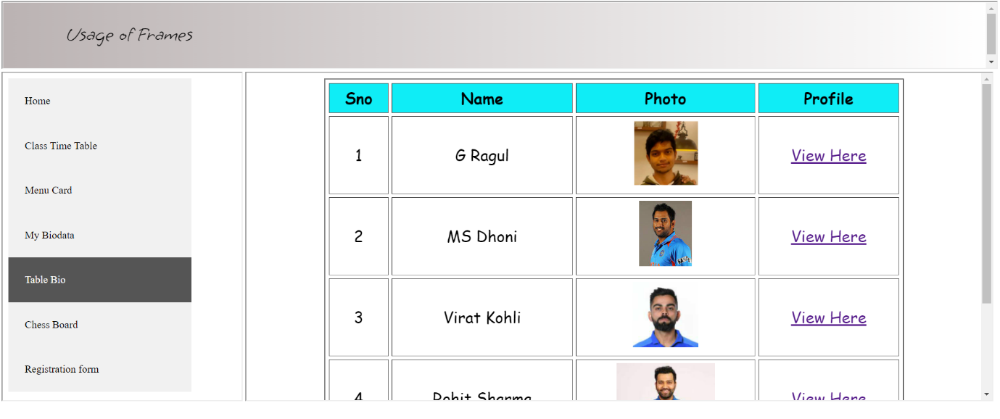 Usage of Frames
Home
Class Time Table
Menu Card
My Biodata
Table Bio
Chess Board
Registration form
Sno Name Photo Profile
1 G Ragul View Here
2 MS Dhoni View Here
3 Virat Kohli View Here
4 Rohit Sharma View Here